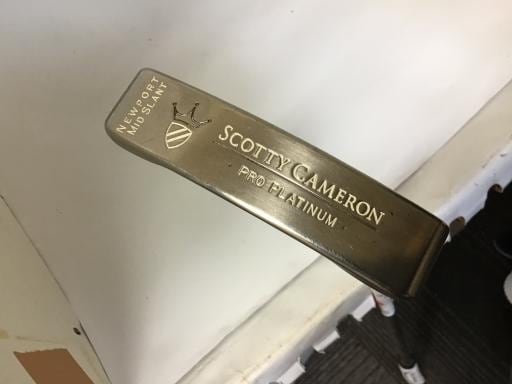 NEWPORT
MID SLANT
SCOTTY CAMERON
PRO PLATINUM